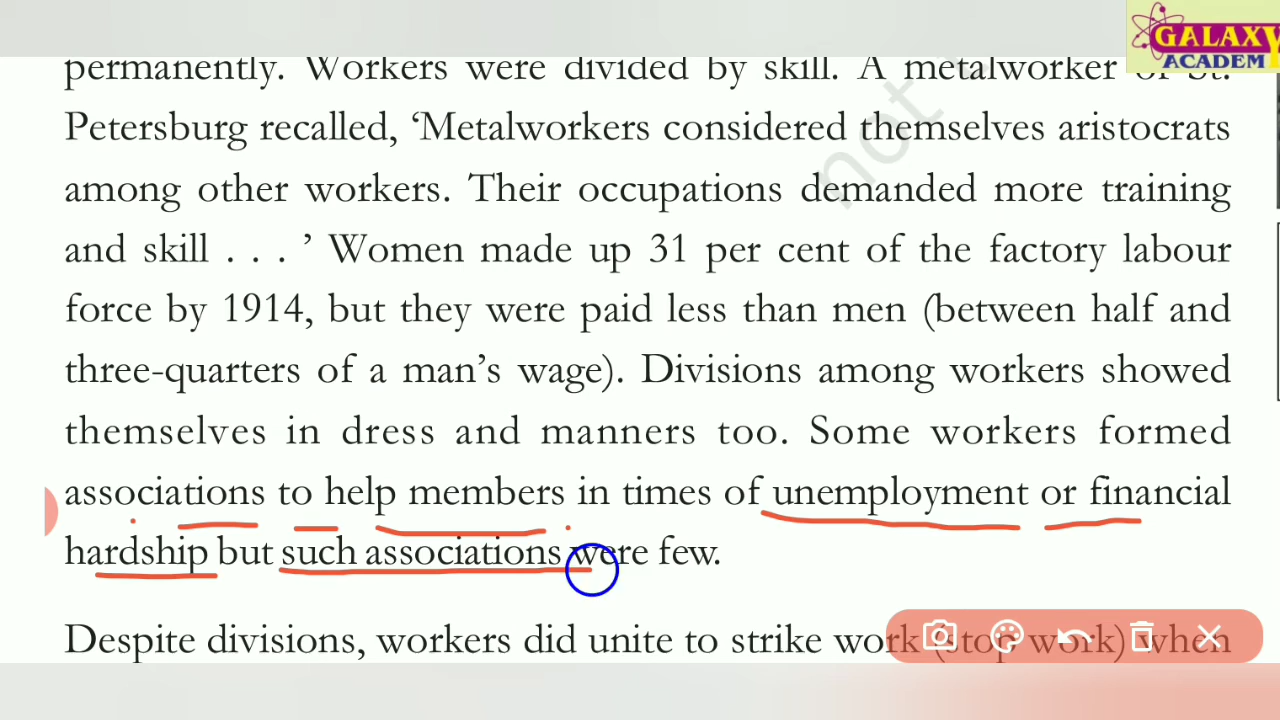 GALAXY
ACADEM
permanently. Workers were divided by skill. A metalworker of St.
Petersburg recalled, ‘Metalworkers considered themselves aristocrats
among other workers. Their occupations demanded more training
and skill . . . ’ Women made up 31 per cent of the factory labour
force by 1914, but they were paid less than men (between half and
three-quarters of a man’s wage). Divisions among workers showed
themselves in dress and manners too. Some workers formed
associations to help members in times of unemployment or financial
hardship but such associations were few.
Despite divisions, workers did unite to strike work (stop work) when
not